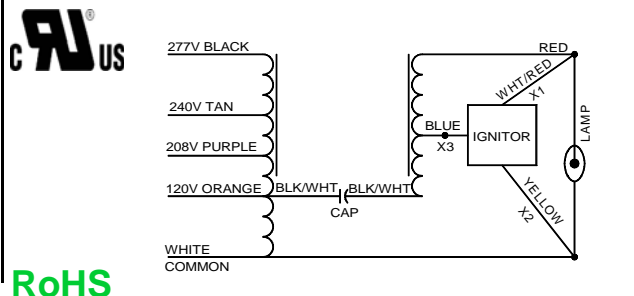 c RU US
277V BLACK
240V TAN
208V PURPLE
120V ORANGE
BLK/WHT
BLK/WHT
CAP
WHITE
COMMON
RED
WHT/RED
X1
BLUE
X3
IGNITOR
LAMP
YELLOW
X2
RoHS